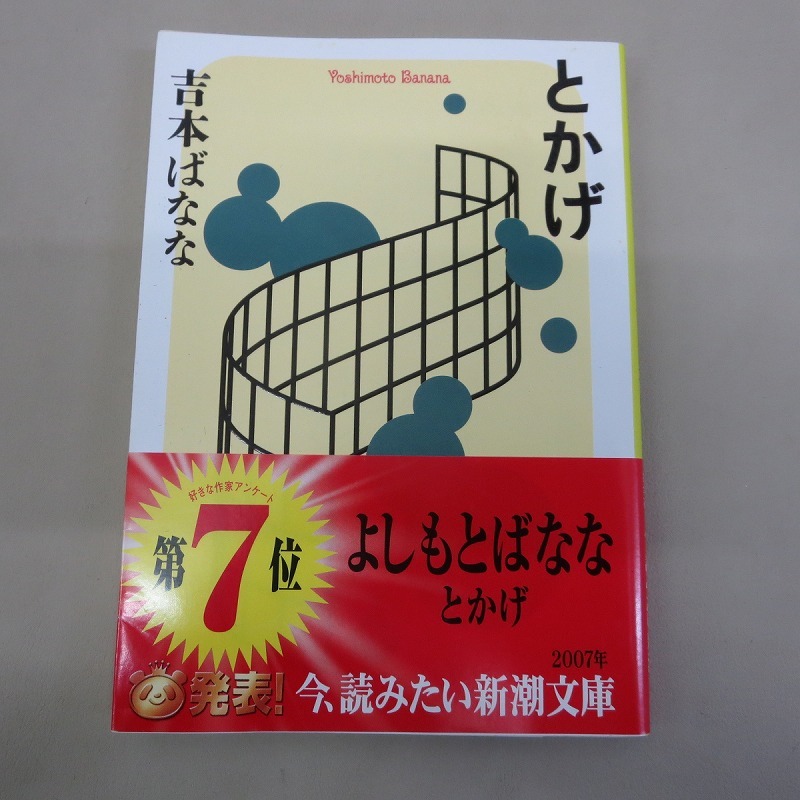 Yoshimoto Banana
とかげ
吉本ばなな
好きな作家アンケート
第7位
よしもとばなな
とかげ
2007年
発表! 今、読みたい新潮文庫